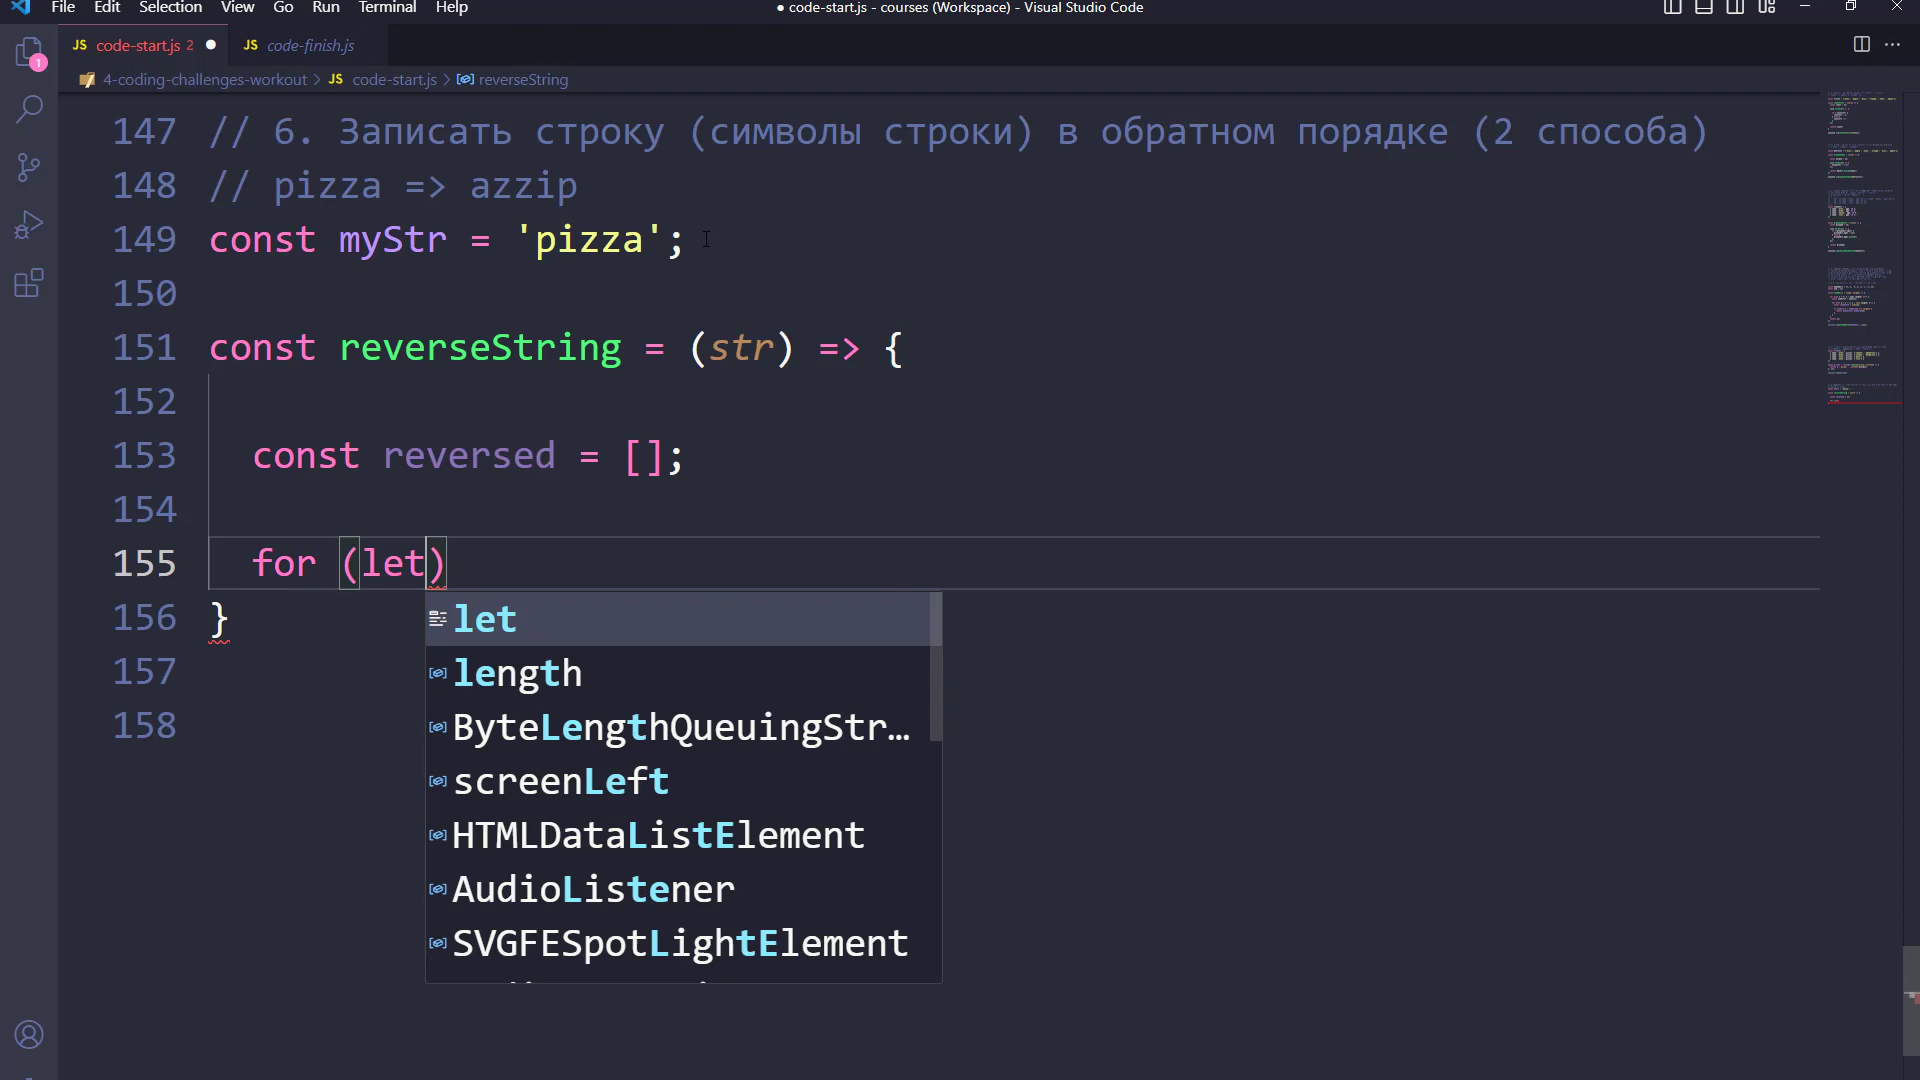 File Edit Selection View Go Run Terminal Help
● code-start.js - courses (Workspace) - Visual Studio Code
JS code-start.js 2 ● JS code-finish.js
4-coding-challenges-workout > JS code-start.js > reverseString
1
147 // 6. Записать строку (символы строки) в обратном порядке (2 способа)
148 // pizza => azzip
149 const myStr = 'pizza';
150
151 const reverseString = (str) => {
152
153 const reversed = [];
154
155 for (let)
156 }
157
158
let
length
ByteLengthQueuingStr…
screenLeft
HTMLDataListElement
AudioListener
SVGFESpotLightElement